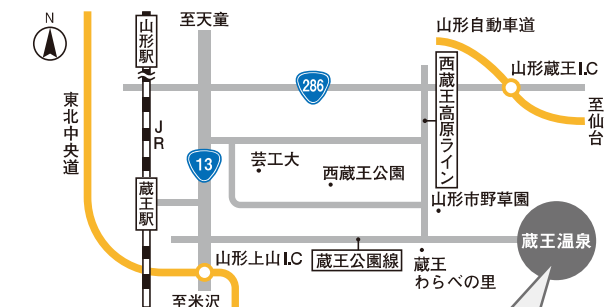 N
山形駅
至天童
山形自動車道
286
西蔵王高原ライン
山形蔵王I.C
至仙台
東北中央道
JR
13
芸工大
西蔵王公園
蔵王駅
山形市野草園
蔵王温泉
山形上山I.C
蔵王公園線
蔵王
わらべの里
至米沢